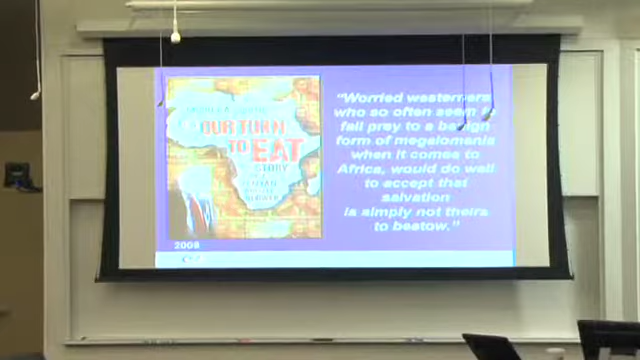 OUR TURN
TO EAT
STORY
"Worried westerners
who so often seem to
fall prey to a benign
form of megalomania
when it comes to
Africa, would do well
to accept that
salvation
is simply not theirs
to bestow."